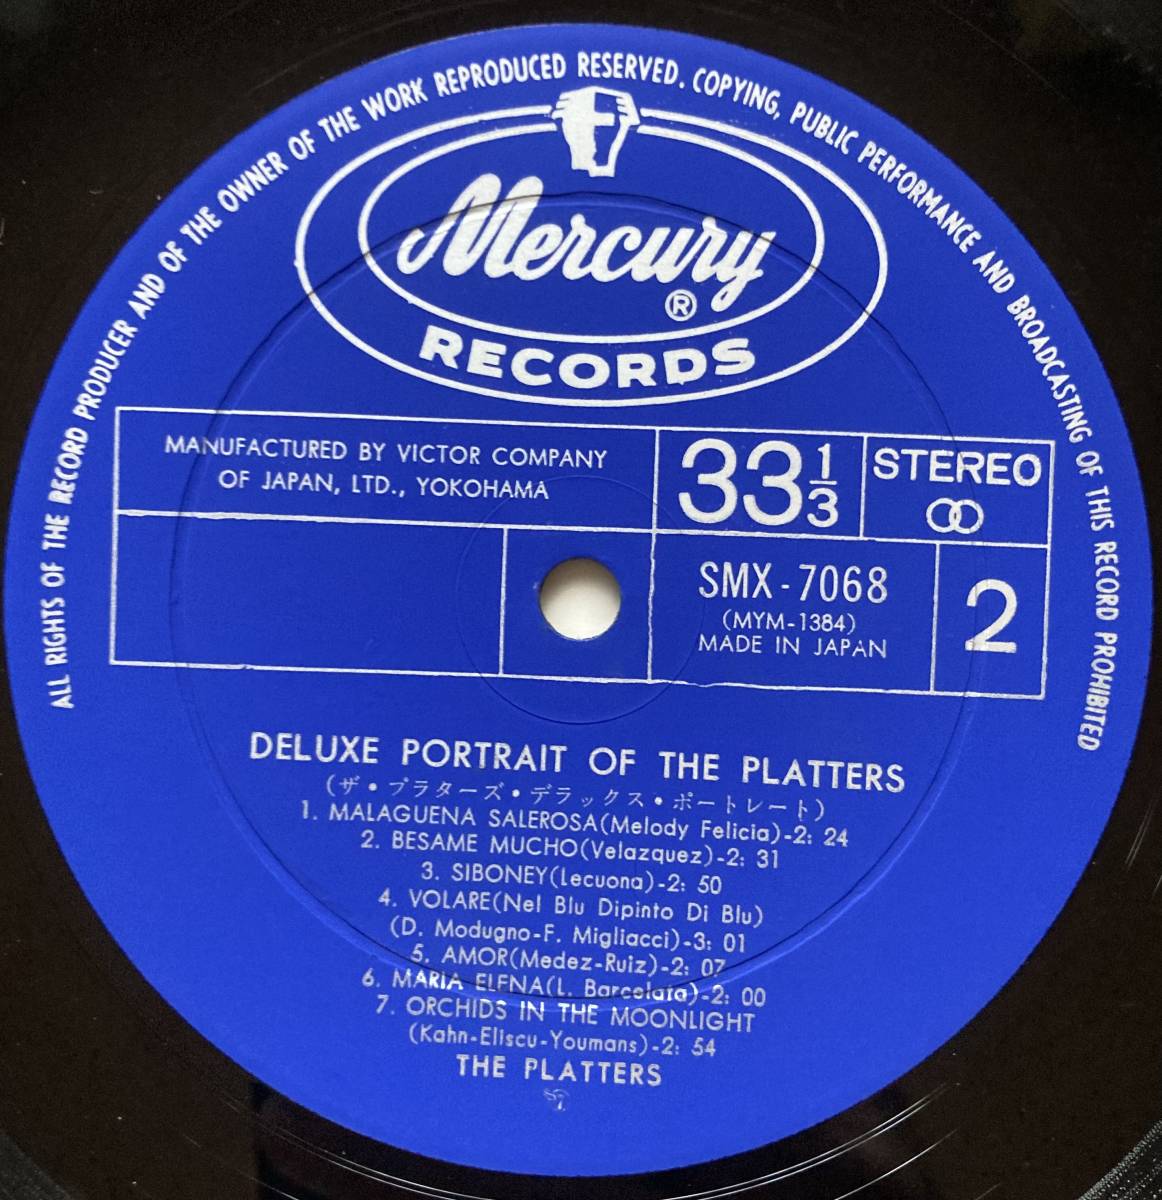 ALL RIGHTS OF THE RECORD PRODUCER AND OF THE OWNER OF THE WORK REPRODUCED RESERVED. COPYING, PUBLIC PERFORMANCE AND BROADCASTING OF THIS RECORD PROHIBITED
Mercury
®
RECORDS
MANUFACTURED BY VICTOR COMPANY
OF JAPAN, LTD., YOKOHAMA
33 1/3
STEREO
SMX-7068
(MYM-1384)
MADE IN JAPAN
2
DELUXE PORTRAIT OF THE PLATTERS
(ザ・プラターズ・デラックス・ポートレート)
1. MALAGUENA SALEROSA(Melody Felicia)-2: 24
2. BESAME MUCHO(Velazquez)-2: 31
3. SIBONEY(Lecuona)-2: 50
4. VOLARE(Nel Blu Dipinto Di Blu)
(D. Modugno-F. Migliacci)-3: 01
5. AMOR(Medez-Ruiz)-2: 07
6. MARIA ELENA(L. Barcelata)-2: 00
7. ORCHIDS IN THE MOONLIGHT
(Kahn-Eliscu-Youmans)-2: 54
THE PLATTERS